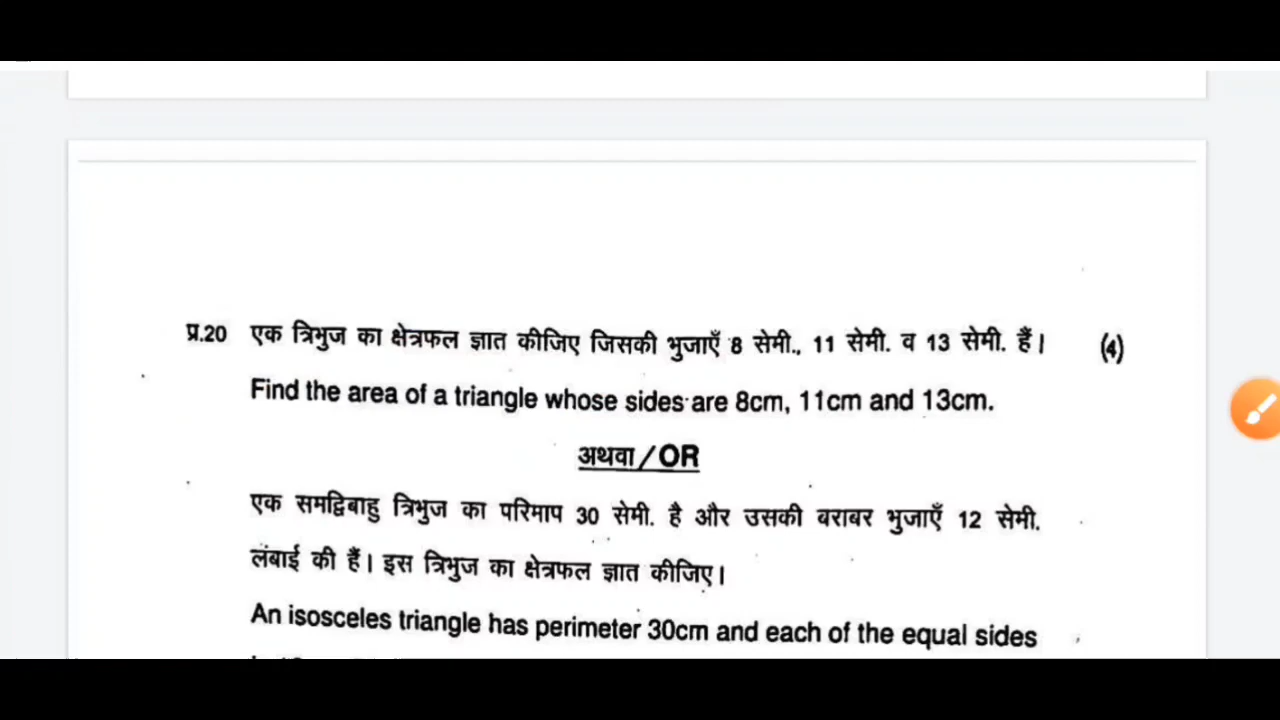 प्र.20 एक त्रिभुज का क्षेत्रफल ज्ञात कीजिए जिसकी भुजाएँ 8 सेमी., 11 सेमी. व 13 सेमी. हैं। (4)
Find the area of a triangle whose sides are 8cm, 11cm and 13cm.
अथवा/OR
एक समद्विबाहु त्रिभुज का परिमाप 30 सेमी. है और उसकी बराबर भुजाएँ 12 सेमी.
लंबाई की हैं। इस त्रिभुज का क्षेत्रफल ज्ञात कीजिए।
An isosceles triangle has perimeter 30cm and each of the equal sides